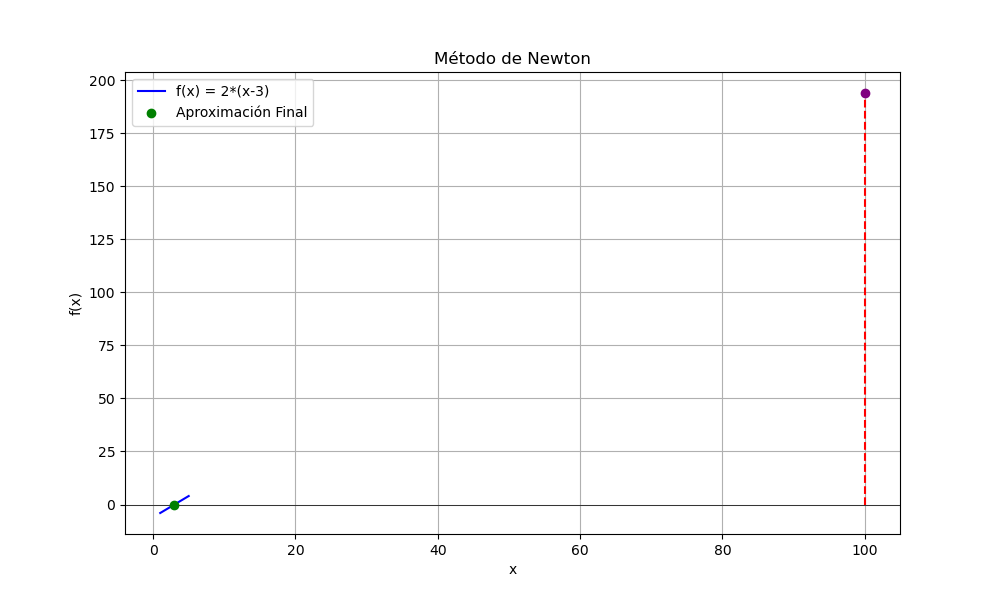 Método de Newton
f(x) = 2*(x-3)
Aproximación Final
200
175
150
125
100
75
50
25
0
f(x)
0 20 40 60 80 100
x